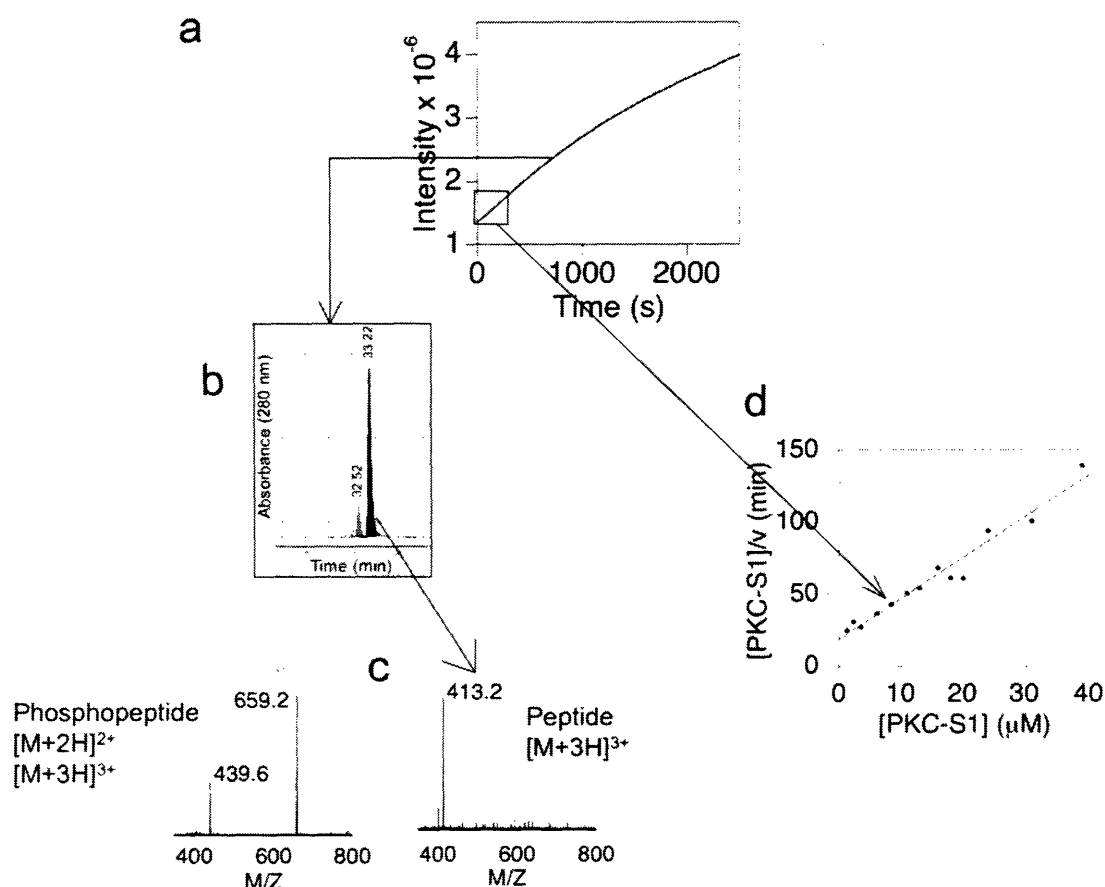 a
Intensity x 10-6
4
3
2
1
0 1000 2000
Time (s)
b
Absorbance (280 nm)
32.52
33.22
Time (min)
c
Phosphopeptide
[M+2H]2+
[M+3H]3+
659.2
439.6
400 600 800
M/Z
413.2
Peptide
[M+3H]3+
400 600 800
M/Z
d
[PKC-S1]/v (min)
150
100
50
0
0 10 20 30 40
[PKC-S1] (μM)